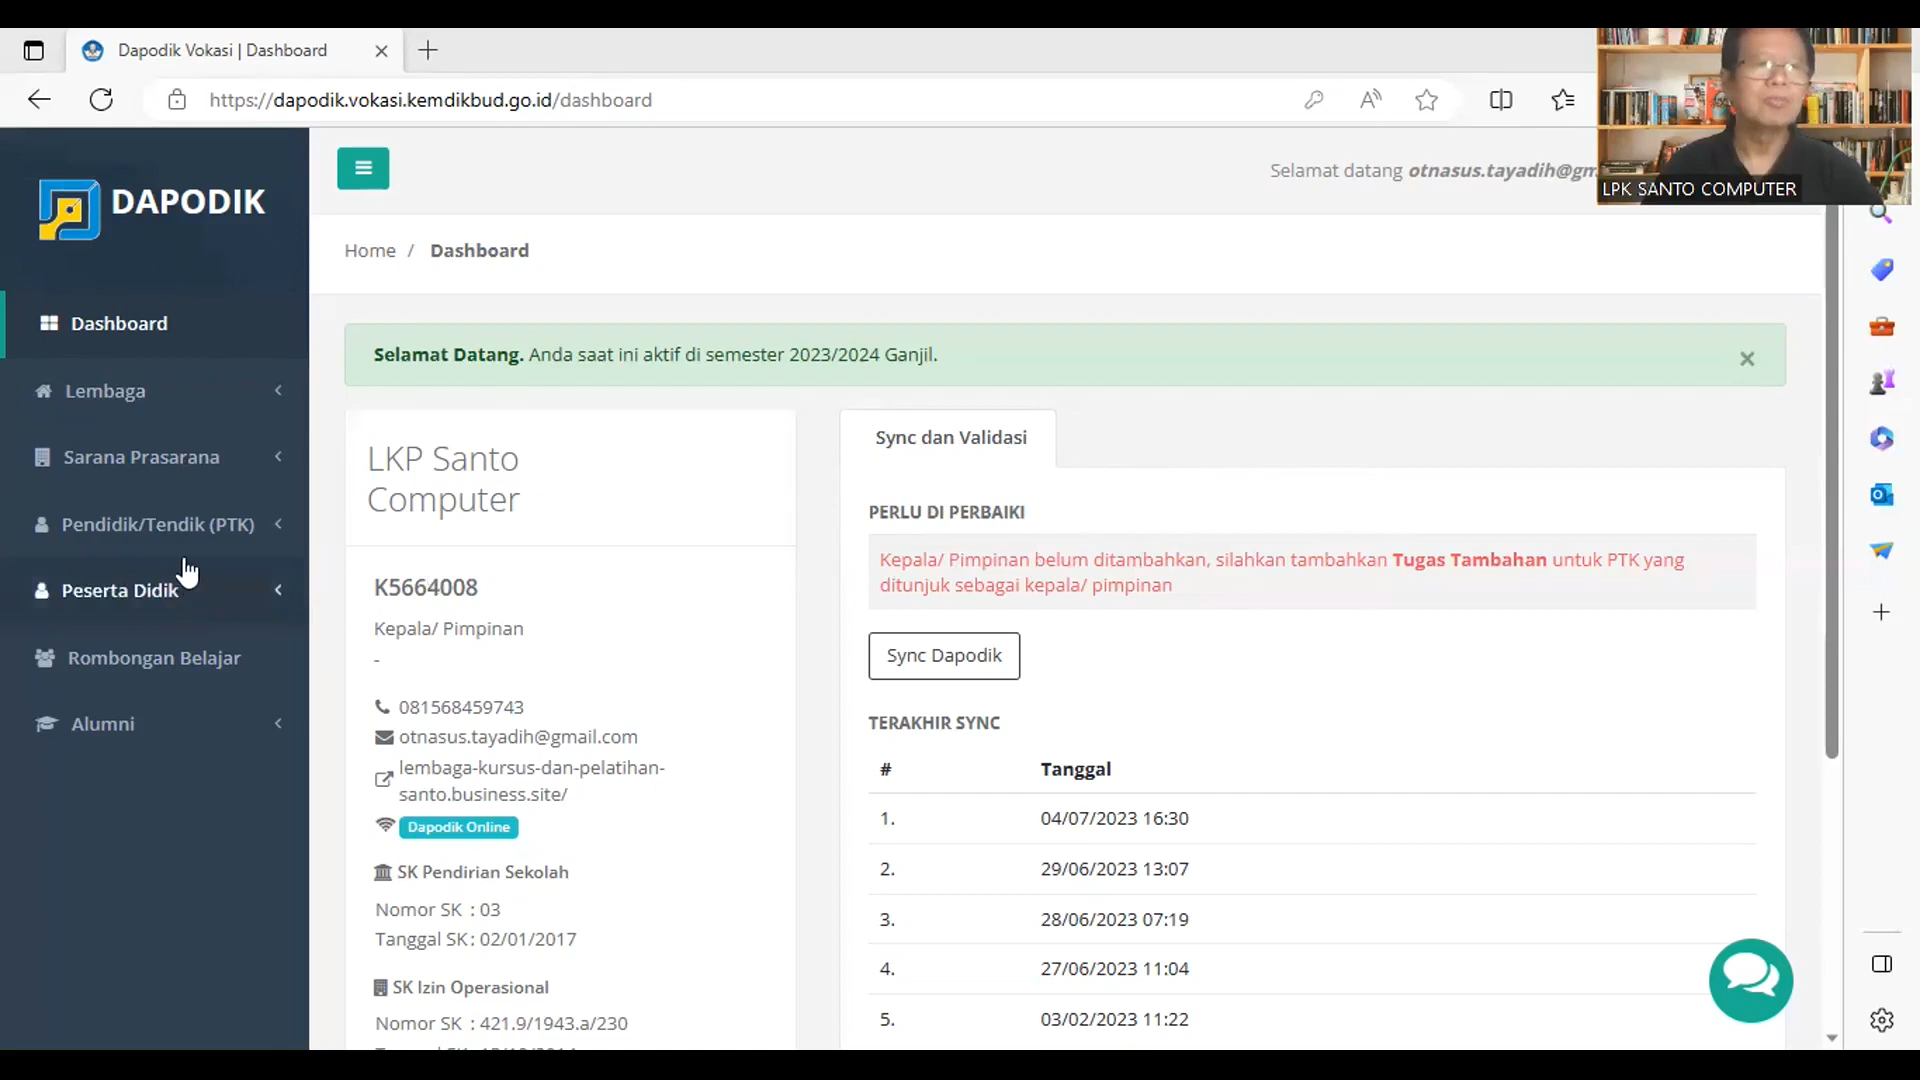 Dapodik Vokasi | Dashboard
https://dapodik.vokasi.kemdikbud.go.id/dashboard
LPK SANTO COMPUTER
DAPODIK
Dashboard
Lembaga
Sarana Prasarana
Pendidik/Tendik (PTK)
Peserta Didik
Rombongan Belajar
Alumni
Selamat datang otnasus.tayadih@gm
Home / Dashboard
Selamat Datang. Anda saat ini aktif di semester 2023/2024 Ganjil.
LKP Santo
Computer
K5664008
Kepala/ Pimpinan
-
081568459743
otnasus.tayadih@gmail.com
lembaga-kursus-dan-pelatihan-
santo.business.site/
Dapodik Online
SK Pendirian Sekolah
Nomor SK : 03
Tanggal SK : 02/01/2017
SK Izin Operasional
Nomor SK : 421.9/1943.a/230
Sync dan Validasi
PERLU DI PERBAIKI
Kepala/ Pimpinan belum ditambahkan, silahkan tambahkan Tugas Tambahan untuk PTK yang
ditunjuk sebagai kepala/ pimpinan
Sync Dapodik
TERAKHIR SYNC
# Tanggal
1. 04/07/2023 16:30
2. 29/06/2023 13:07
3. 28/06/2023 07:19
4. 27/06/2023 11:04
5. 03/02/2023 11:22